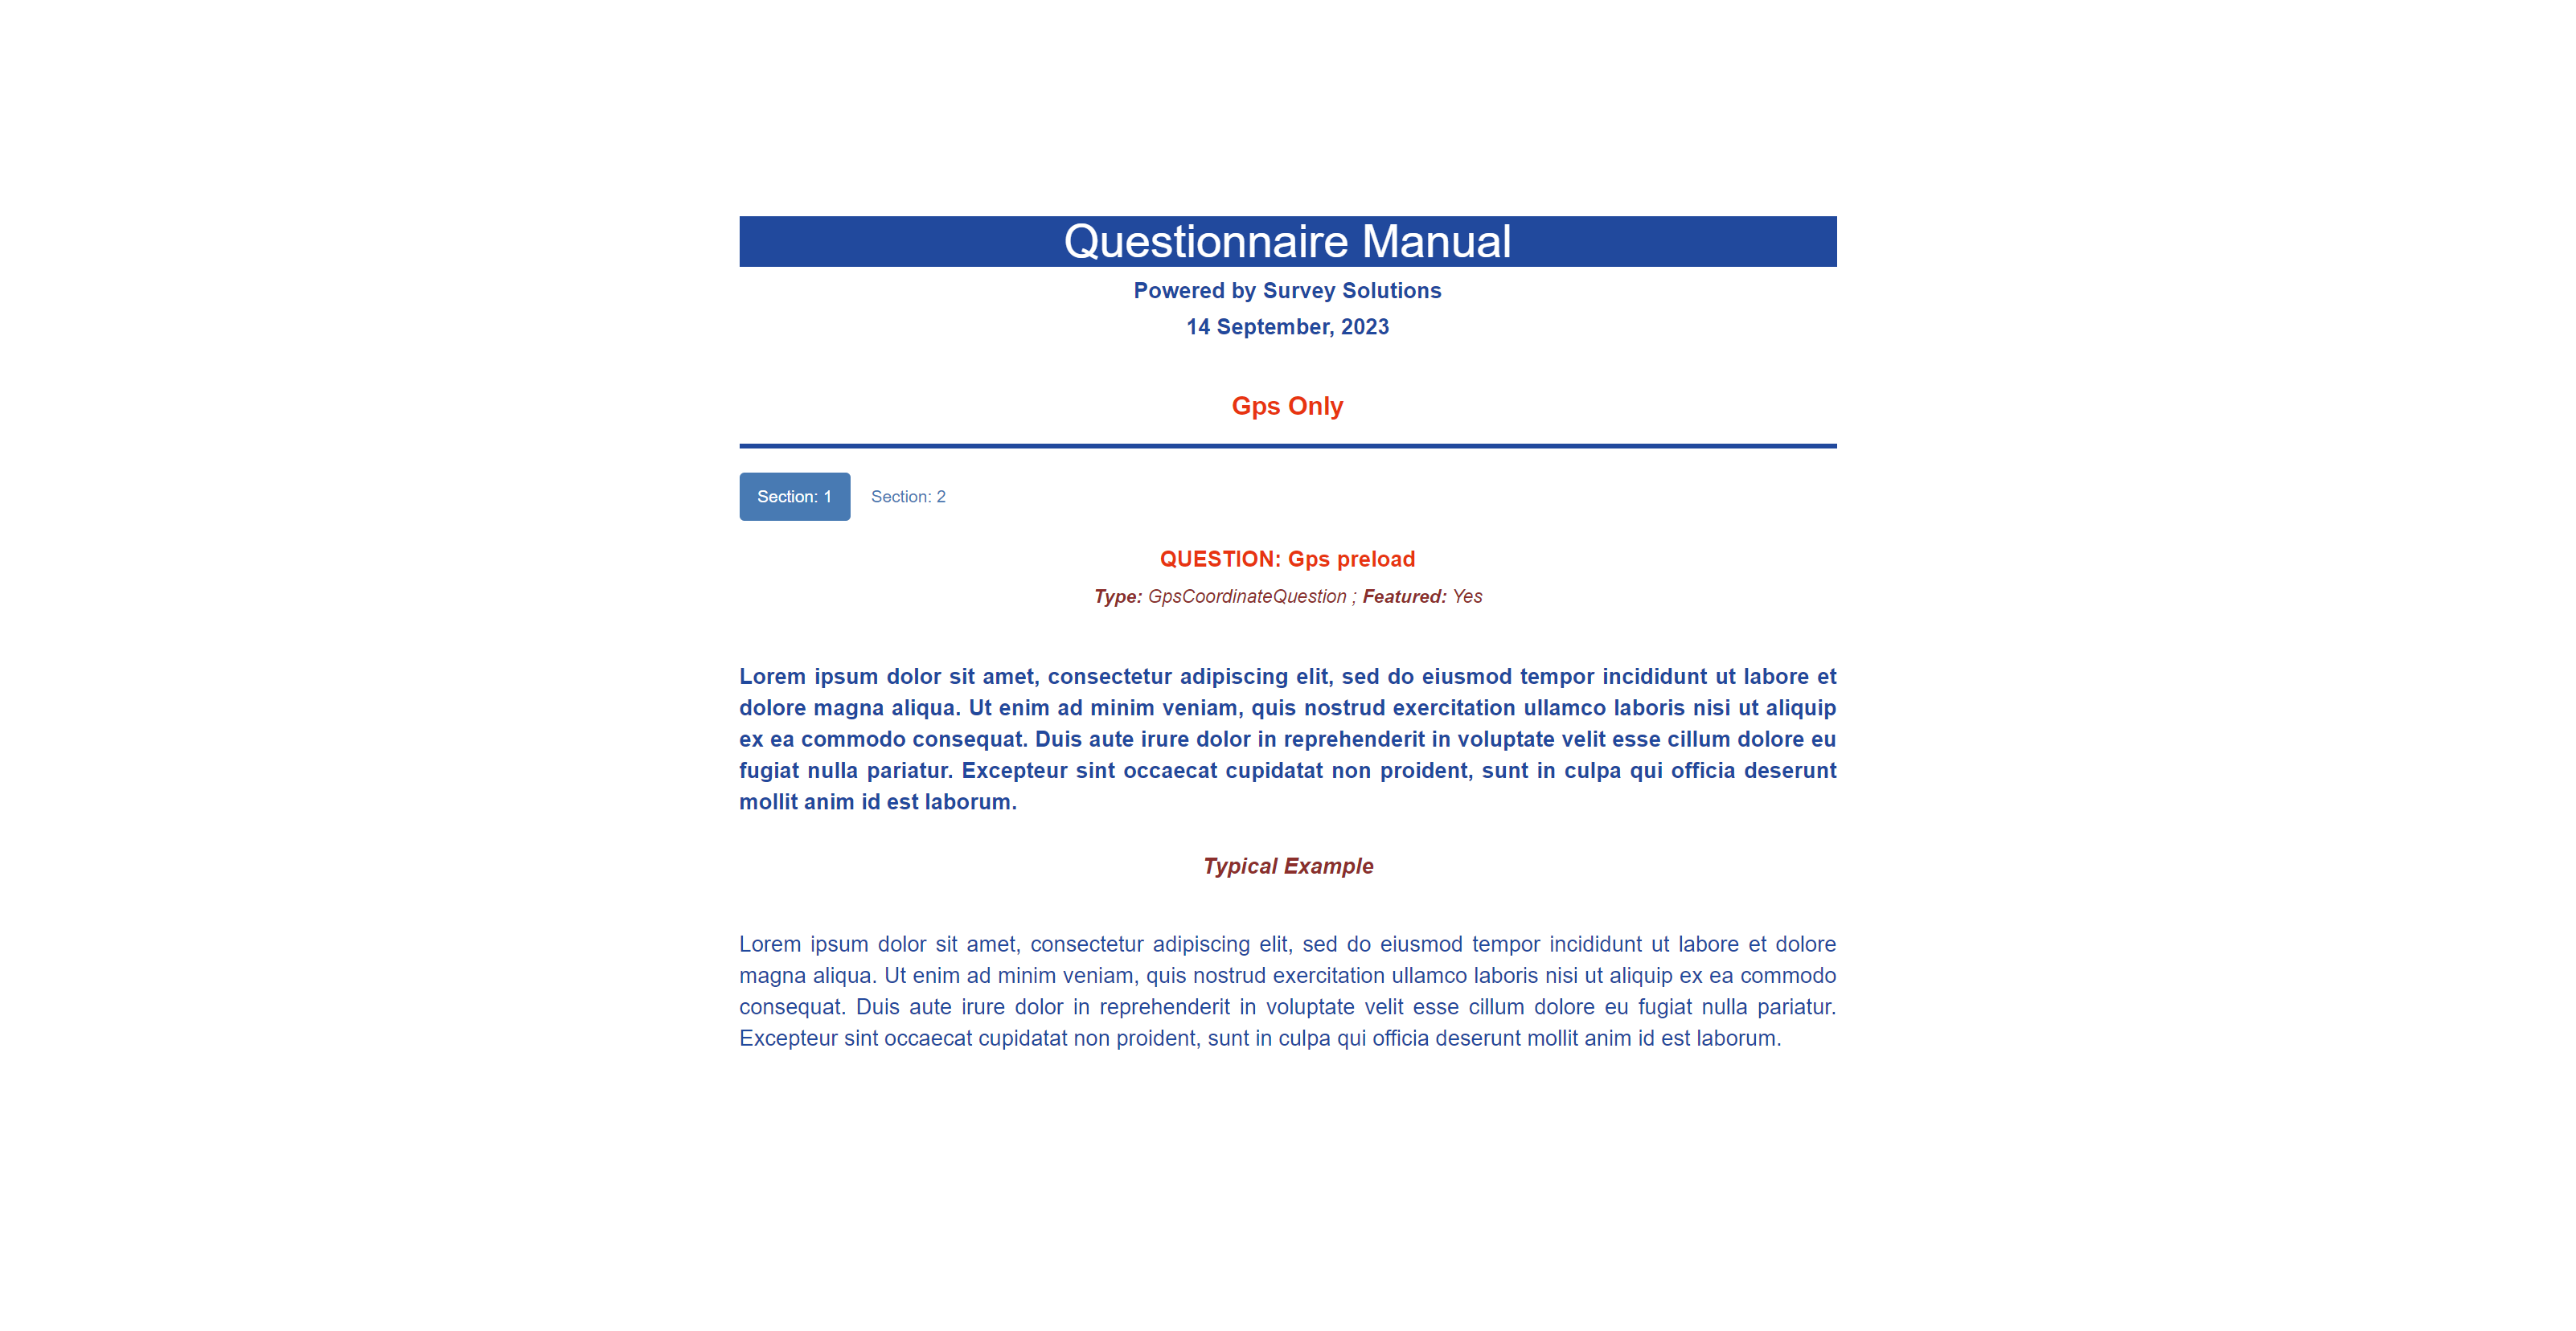 Questionnaire Manual
Powered by Survey Solutions
14 September, 2023
Gps Only
Section: 1 Section: 2
QUESTION: Gps preload
Type: GpsCoordinateQuestion ; Featured: Yes
Lorem ipsum dolor sit amet, consectetur adipiscing elit, sed do eiusmod tempor incididunt ut labore et
dolore magna aliqua. Ut enim ad minim veniam, quis nostrud exercitation ullamco laboris nisi ut aliquip
ex ea commodo consequat. Duis aute irure dolor in reprehenderit in voluptate velit esse cillum dolore eu
fugiat nulla pariatur. Excepteur sint occaecat cupidatat non proident, sunt in culpa qui officia deserunt
mollit anim id est laborum.
Typical Example
Lorem ipsum dolor sit amet, consectetur adipiscing elit, sed do eiusmod tempor incididunt ut labore et dolore
magna aliqua. Ut enim ad minim veniam, quis nostrud exercitation ullamco laboris nisi ut aliquip ex ea commodo
consequat. Duis aute irure dolor in reprehenderit in voluptate velit esse cillum dolore eu fugiat nulla pariatur.
Excepteur sint occaecat cupidatat non proident, sunt in culpa qui officia deserunt mollit anim id est laborum.